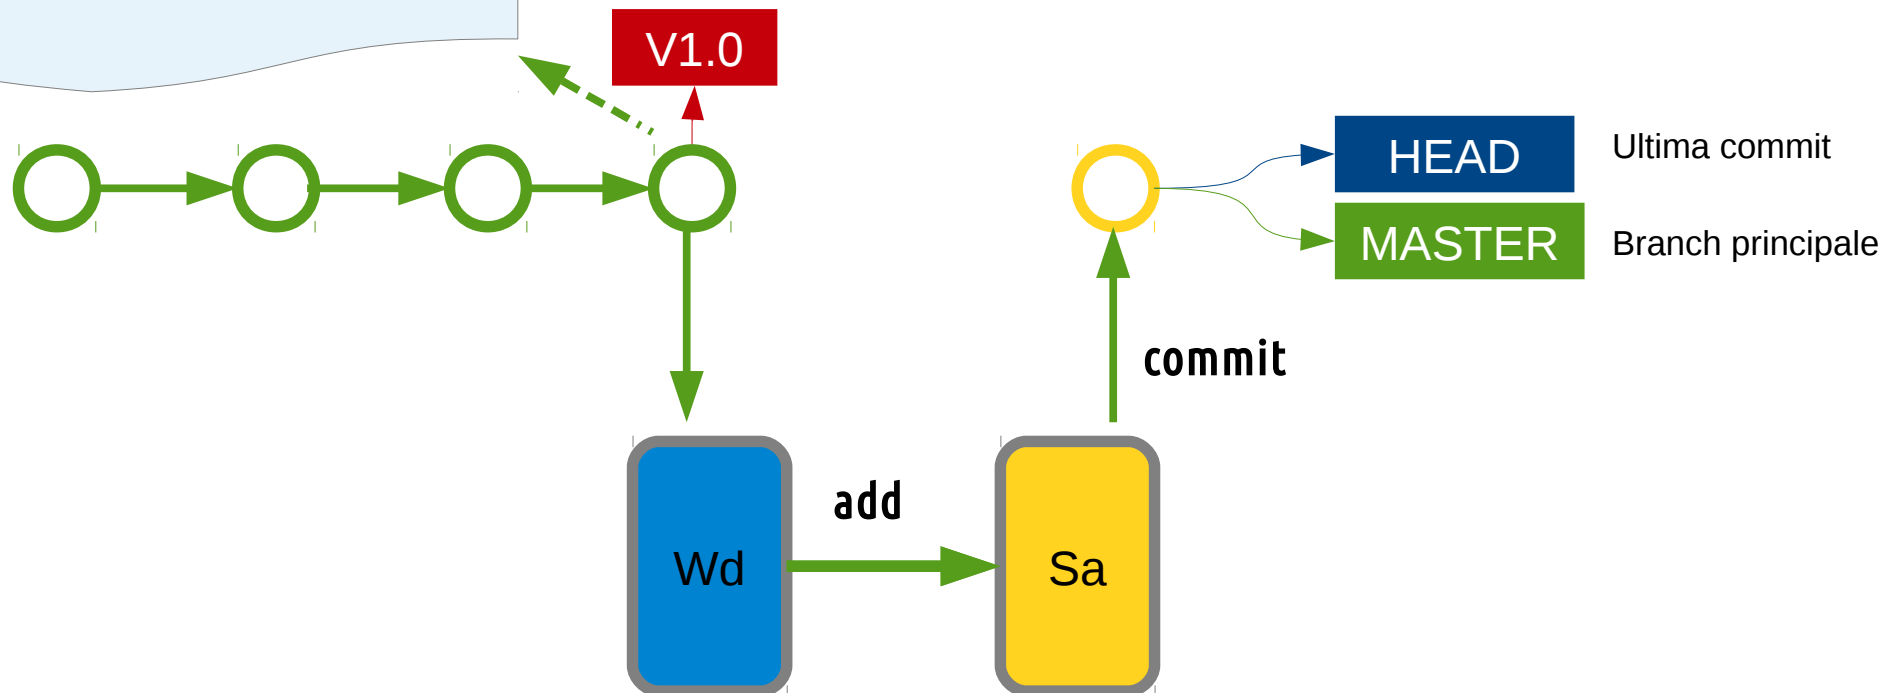 V1.0
HEAD
Ultima commit
MASTER
Branch principale
commit
add
Wd
Sa